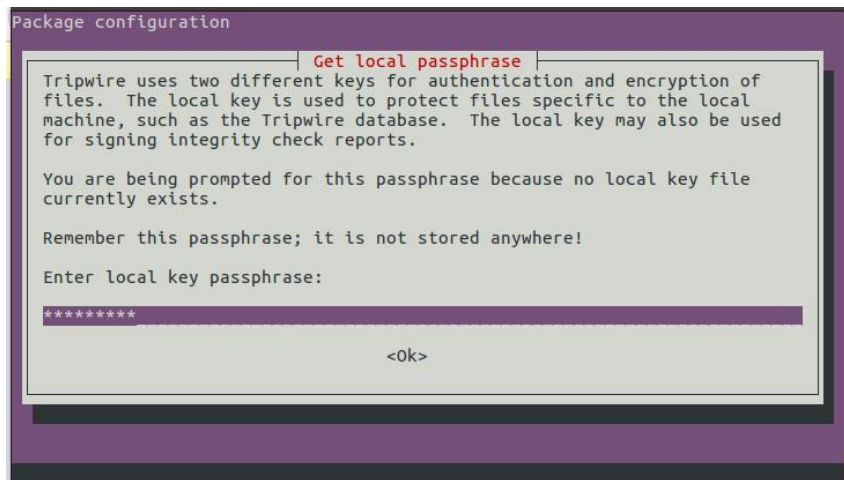 Package configuration
Get local passphrase
Tripwire uses two different keys for authentication and encryption of
files.  The local key is used to protect files specific to the local
machine, such as the Tripwire database.  The local key may also be used
for signing integrity check reports.
You are being prompted for this passphrase because no local key file
currently exists.
Remember this passphrase; it is not stored anywhere!
Enter local key passphrase:
*********
<Ok>